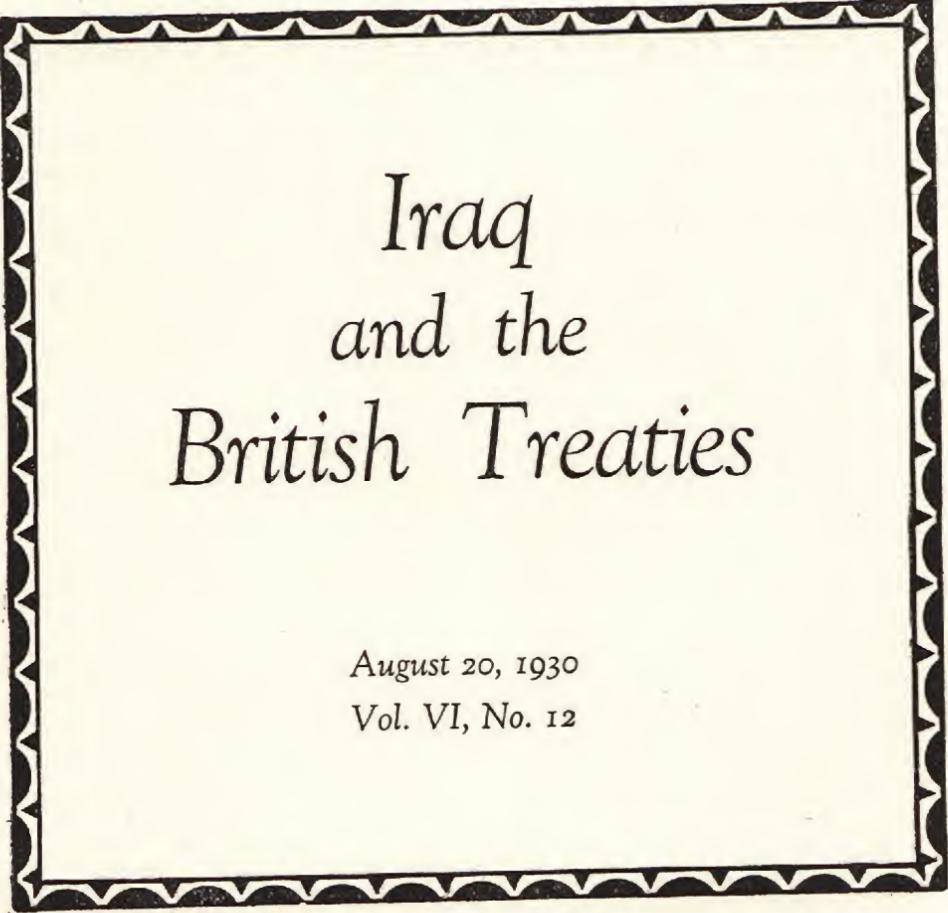 Iraq
and the
British Treaties
August 20, 1930
Vol. VI, No. 12